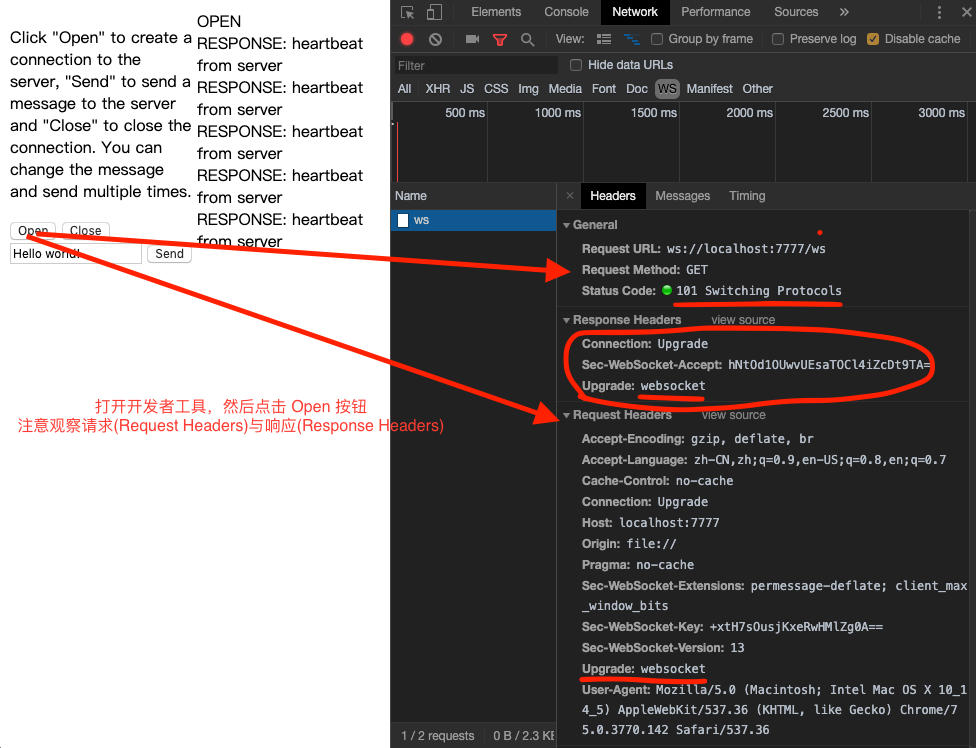 Click "Open" to create a
connection to the
server, "Send" to send a
message to the server
and "Close" to close the
connection. You can
change the message
and send multiple times.
Open Close
Hello world! Send
OPEN
RESPONSE: heartbeat
from server
RESPONSE: heartbeat
from server
RESPONSE: heartbeat
from server
RESPONSE: heartbeat
from server
RESPONSE: heartbeat
from server
打开开发者工具，然后点击 Open 按钮
注意观察请求(Request Headers)与响应(Response Headers)
Elements Console Network Performance Sources »
View: Group by frame Preserve log Disable cache
Filter Hide data URLs
All XHR JS CSS Img Media Font Doc WS Manifest Other
500 ms 1000 ms 1500 ms 2000 ms 2500 ms 3000 ms
Name
ws
1 / 2 requests 0 B / 2.3 KE
× Headers Messages Timing
General
Request URL: ws://localhost:7777/ws
Request Method: GET
Status Code: 101 Switching Protocols
Response Headers view source
Connection: Upgrade
Sec-WebSocket-Accept: hNtOd1OUwvUEsaTOCl4iZcDt9TA=
Upgrade: websocket
Request Headers view source
Accept-Encoding: gzip, deflate, br
Accept-Language: zh-CN,zh;q=0.9,en-US;q=0.8,en;q=0.7
Cache-Control: no-cache
Connection: Upgrade
Host: localhost:7777
Origin: file://
Pragma: no-cache
Sec-WebSocket-Extensions: permessage-deflate; client_max
_window_bits
Sec-WebSocket-Key: +xtH7sOusjKxeRwHMlZg0A==
Sec-WebSocket-Version: 13
Upgrade: websocket
User-Agent: Mozilla/5.0 (Macintosh; Intel Mac OS X 10_1
4_5) AppleWebKit/537.36 (KHTML, like Gecko) Chrome/7
5.0.3770.142 Safari/537.36